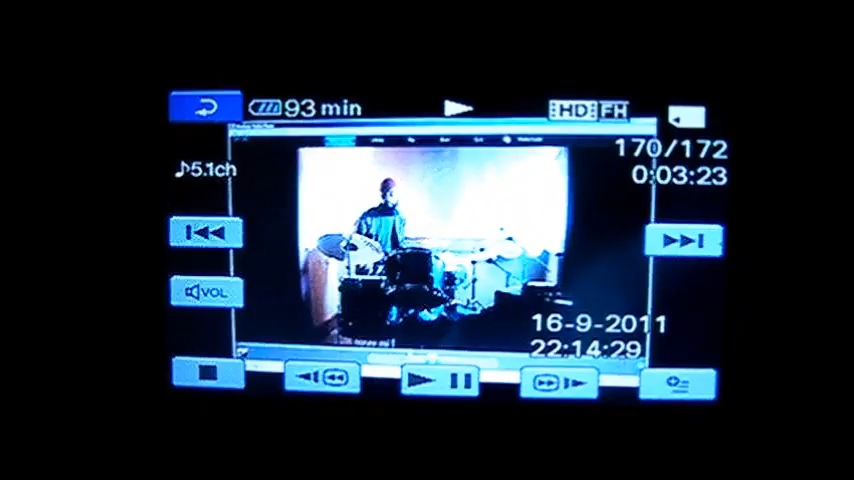 93 min
HD FH
170/172
♪5.1ch
0:03:23
VOL
16-9-2011
22:14:29